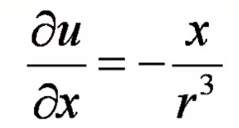 ∂u/∂x = − x/r³